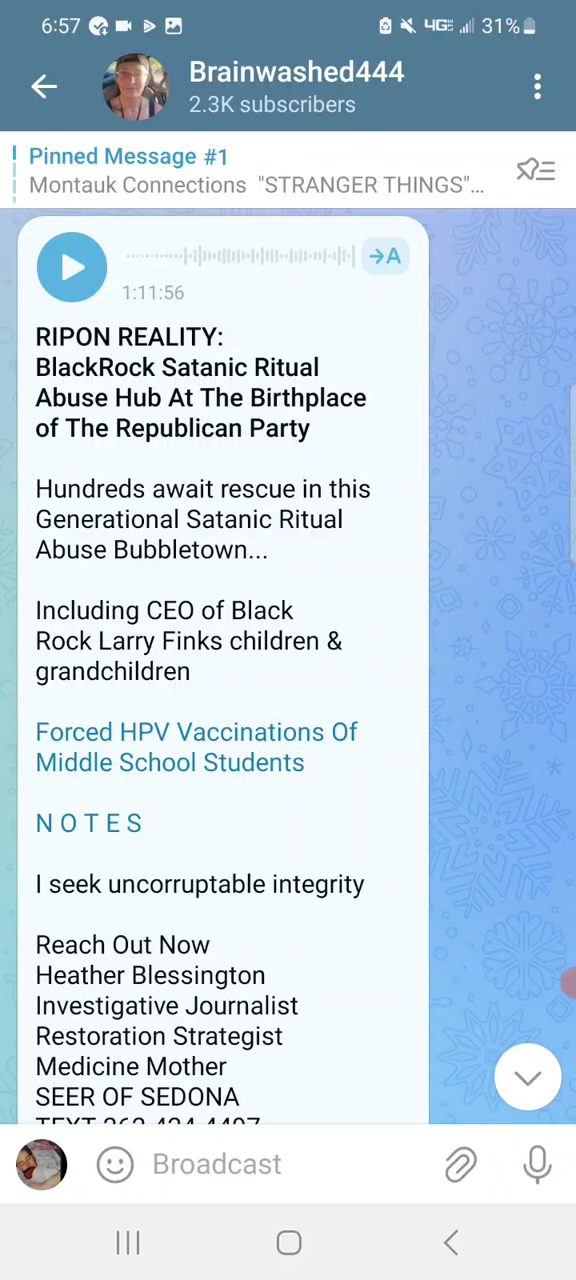 6:57 4GE 31%
Brainwashed444
2.3K subscribers
Pinned Message #1
Montauk Connections "STRANGER THINGS"...
→A
1:11:56
RIPON REALITY:
BlackRock Satanic Ritual
Abuse Hub At The Birthplace
of The Republican Party
Hundreds await rescue in this
Generational Satanic Ritual
Abuse Bubbletown...
Including CEO of Black
Rock Larry Finks children &
grandchildren
Forced HPV Vaccinations Of
Middle School Students
N O T E S
I seek uncorruptable integrity
Reach Out Now
Heather Blessington
Investigative Journalist
Restoration Strategist
Medicine Mother
SEER OF SEDONA
TEXT
Broadcast